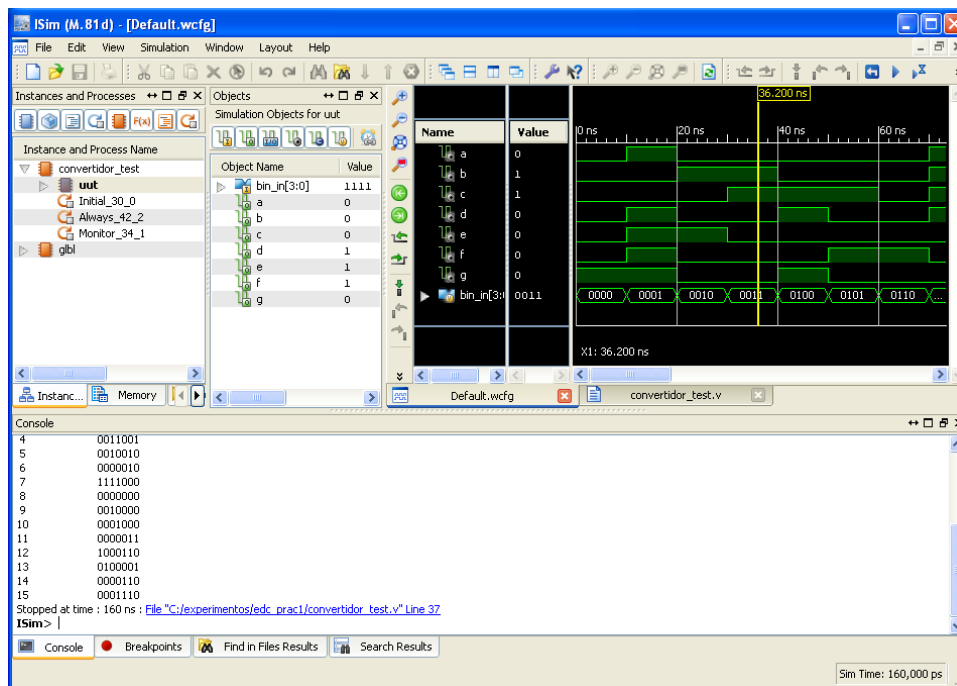 ISim (M.81d) - [Default.wcfg]
File Edit View Simulation Window Layout Help
Instances and Processes
Instance and Process Name
convertidor_test
uut
Initial_30_0
Always_42_2
Monitor_34_1
glbl
Instanc... Memory
Objects
Simulation Objects for uut
Object Name Value
bin_in[3:0] 1111
a 0
b 0
c 0
d 1
e 1
f 1
g 0
Name Value
a 0
b 1
c 1
d 0
e 0
f 0
g 0
bin_in[3:0 0011
36.200 ns
0 ns 20 ns 40 ns 60 ns
0000 0001 0010 0011 0100 0101 0110 ...
X1: 36.200 ns
Default.wcfg convertidor_test.v
Console
4 0011001
5 0010010
6 0000010
7 1111000
8 0000000
9 0010000
10 0001000
11 0000011
12 1000110
13 0100001
14 0000110
15 0001110
Stopped at time : 160 ns : File "C:/experimentos/edc_prac1/convertidor_test.v" Line 37
ISim>
Console Breakpoints Find in Files Results Search Results
Sim Time: 160,000 ps